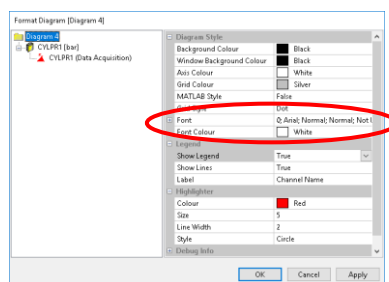 Format Diagram [Diagram 4]
Diagram 4
CYLPR1 [bar]
CYLPR1 (Data Acquisition)
Diagram Style
Background Colour Black
Window Background Colour Black
Axis Colour White
Grid Colour Silver
MATLAB Style False
Grid Style Dot
Font 0; Arial; Normal; Normal; Not
Font Colour White
Legend
Show Legend True
Show Lines True
Label Channel Name
Highlighter
Colour Red
Size 5
Line Width 2
Style Circle
Debug Info
OK Cancel Apply